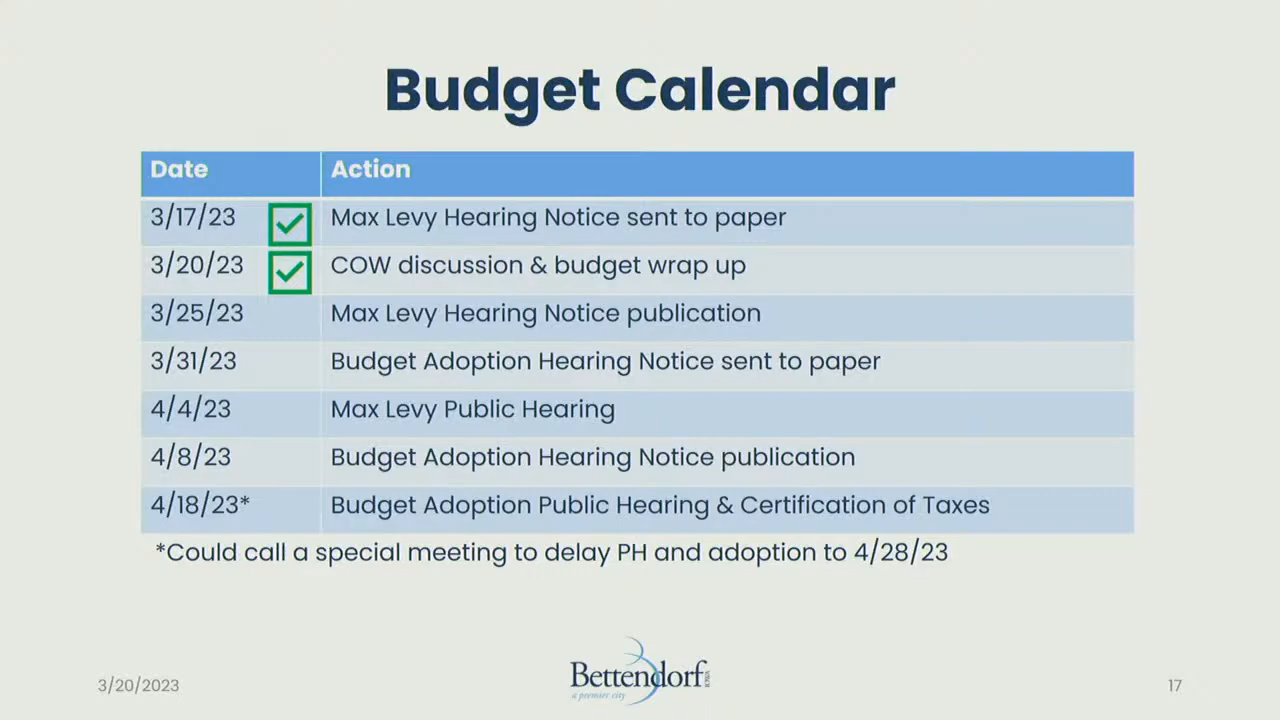 Budget Calendar
Date Action
3/17/23 Max Levy Hearing Notice sent to paper
3/20/23 COW discussion & budget wrap up
3/25/23 Max Levy Hearing Notice publication
3/31/23 Budget Adoption Hearing Notice sent to paper
4/4/23 Max Levy Public Hearing
4/8/23 Budget Adoption Hearing Notice publication
4/18/23* Budget Adoption Public Hearing & Certification of Taxes
*Could call a special meeting to delay PH and adoption to 4/28/23
3/20/2023
Bettendorf
IOWA
a premier city
17